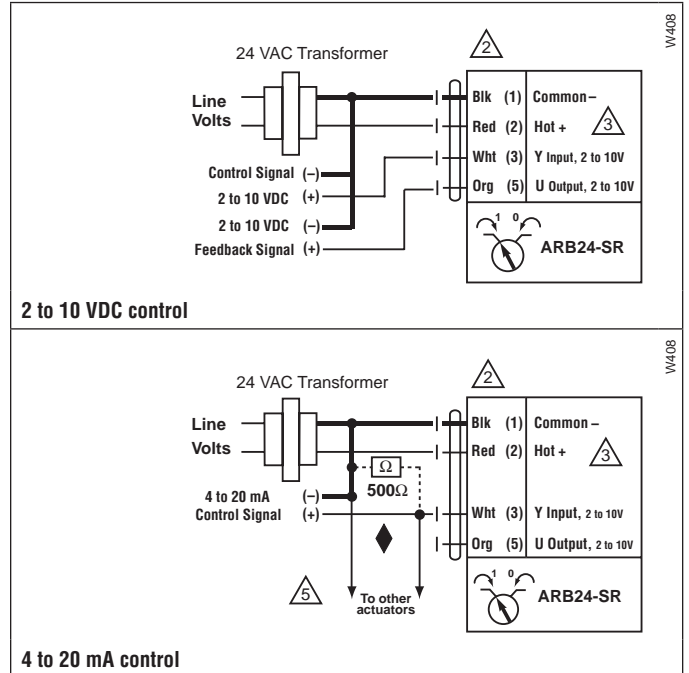 W408
24 VAC Transformer
2
Line
Volts
Blk (1) Common –
Red (2) Hot + 3
Wht (3) Y Input, 2 to 10V
Org (5) U Output, 2 to 10V
Control Signal (–)
2 to 10 VDC (+)
2 to 10 VDC (–)
Feedback Signal (+)
1 0
ARB24-SR
2 to 10 VDC control
W408
24 VAC Transformer
2
Line
Volts
Blk (1) Common –
Red (2) Hot + 3
Ω
500Ω
4 to 20 mA (–)
Control Signal (+)
Wht (3) Y Input, 2 to 10V
Org (5) U Output, 2 to 10V
5
To other
actuators
1 0
ARB24-SR
4 to 20 mA control